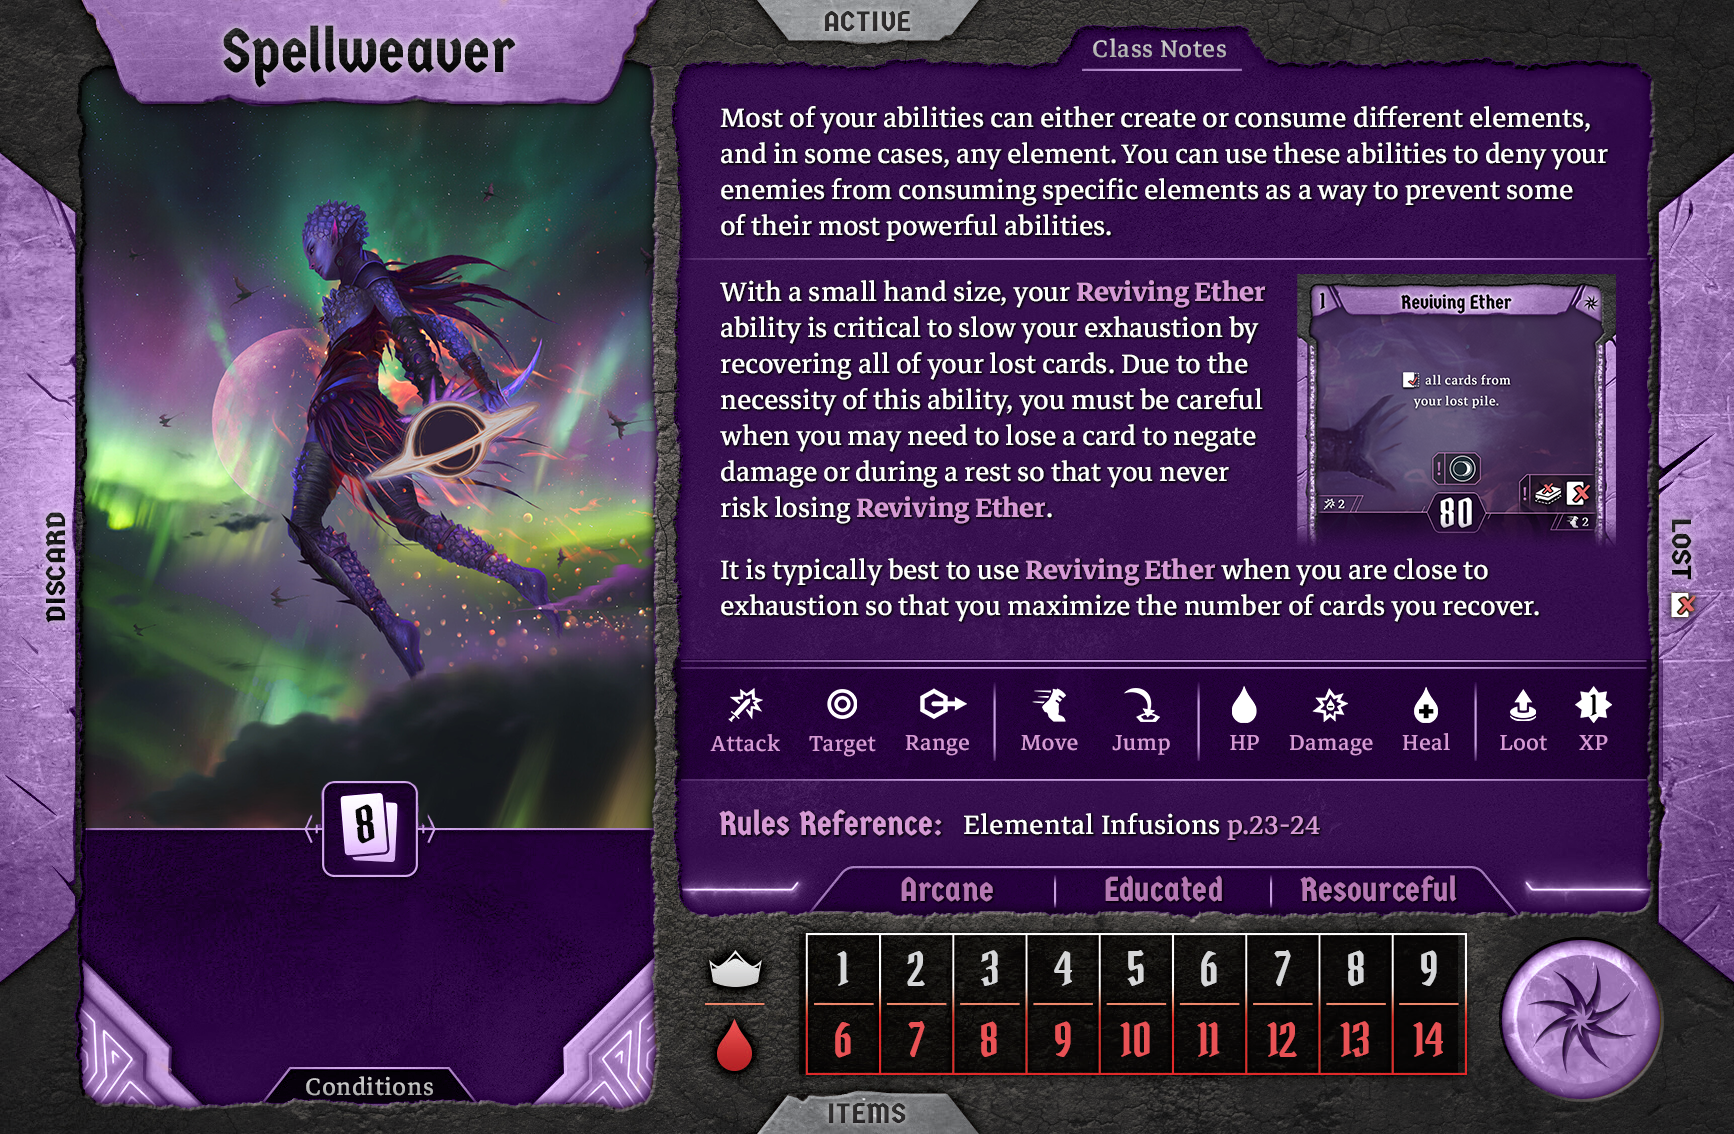 Spellweaver
ACTIVE
Class Notes
Most of your abilities can either create or consume different elements,
and in some cases, any element. You can use these abilities to deny your
enemies from consuming specific elements as a way to prevent some
of their most powerful abilities.
With a small hand size, your Reviving Ether
ability is critical to slow your exhaustion by
recovering all of your lost cards. Due to the
necessity of this ability, you must be careful
when you may need to lose a card to negate
damage or during a rest so that you never
risk losing Reviving Ether.
1
Reviving Ether
all cards from
your lost pile.
!
!
2
80
2
It is typically best to use Reviving Ether when you are close to
exhaustion so that you maximize the number of cards you recover.
DISCARD
LOST
Attack Target Range Move Jump HP Damage Heal Loot 1 XP
8
Rules Reference: Elemental Infusions p.23-24
Arcane Educated Resourceful
1 2 3 4 5 6 7 8 9
6 7 8 9 10 11 12 13 14
Conditions
ITEMS